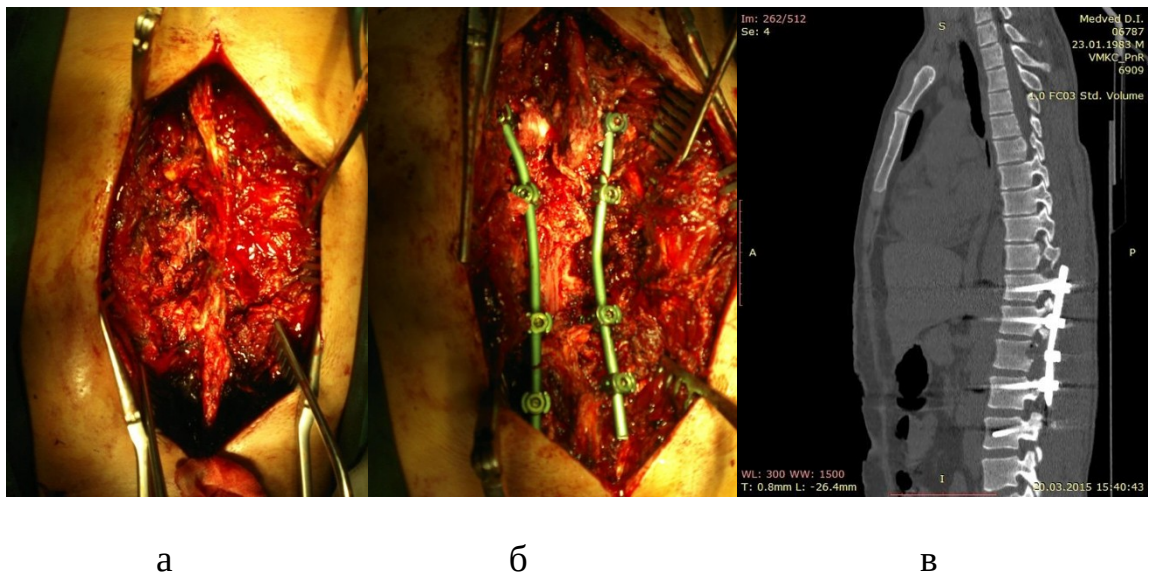 Im: 262/512
Se: 4
S
Medved D.I.
06787
23.01.1983 M
VMKC_PnR
6909
1.0 FC03 Std. Volume
A
P
WL: 300 WW: 1500
T: 0.8mm L: -26.4mm
I
20.03.2015 15:40:43
а
б
в